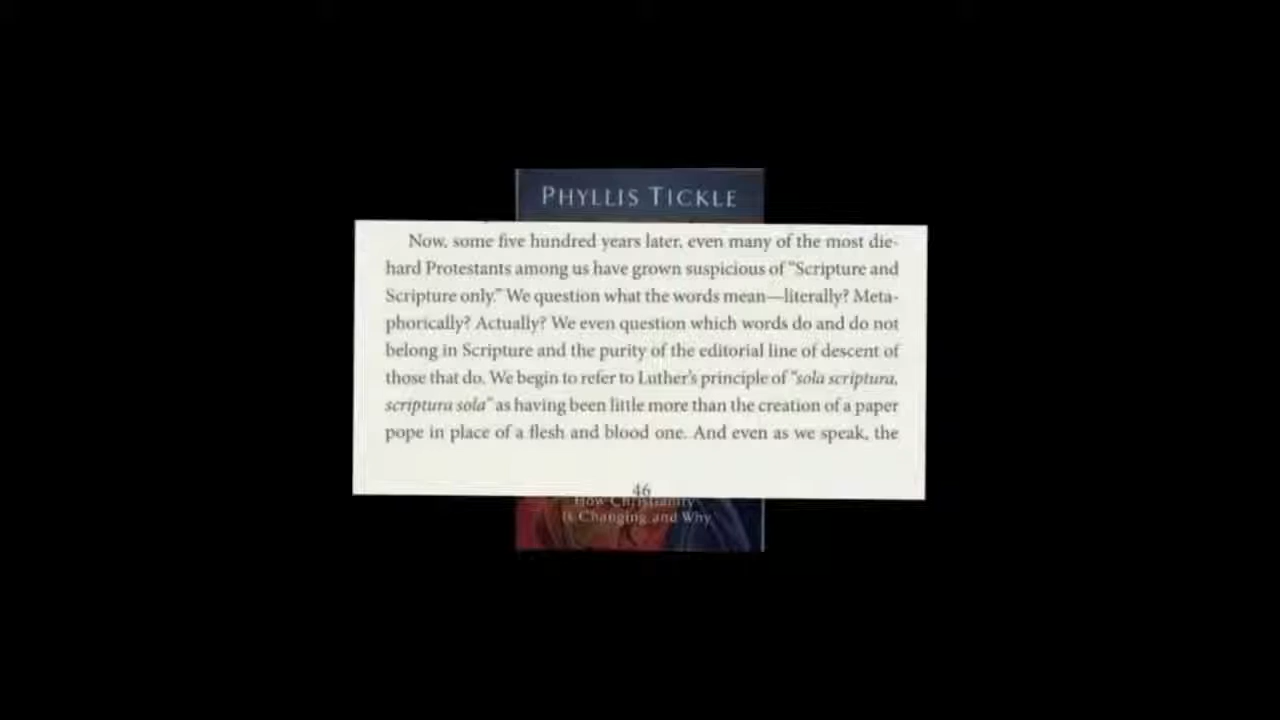 PHYLLIS TICKLE
Now, some five hundred years later, even many of the most die-
hard Protestants among us have grown suspicious of “Scripture and
Scripture only.” We question what the words mean—literally? Meta-
phorically? Actually? We even question which words do and do not
belong in Scripture and the purity of the editorial line of descent of
those that do. We begin to refer to Luther’s principle of “sola scriptura,
scriptura sola” as having been little more than the creation of a paper
pope in place of a flesh and blood one. And even as we speak, the
46
How Christianity
Is Changing and Why